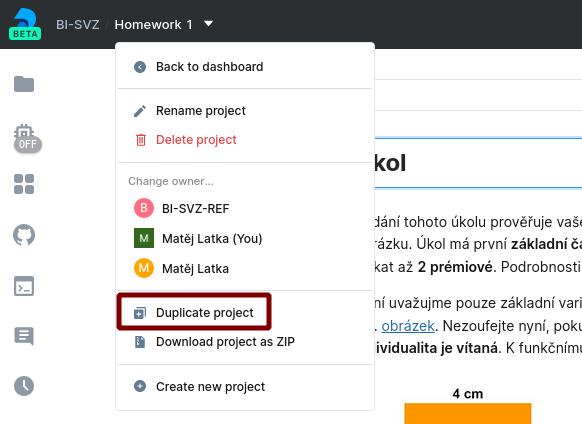 BI-SVZ / Homework 1
BETA
Back to dashboard
Rename project
OFF
Delete project
kol
Change owner...
B BI-SVZ-REF
dání tohoto úkolu prověřuje vaše
M Matěj Latka (You)
rázku. Úkol má první základní ča
M Matěj Latka
kat až 2 prémiové. Podrobnosti
Duplicate project
ní uvažujme pouze základní vari
. obrázek. Nezoufejte nyní, poku
Download project as ZIP
dividualita je vítaná. K funkčnímu
Create new project
4 cm